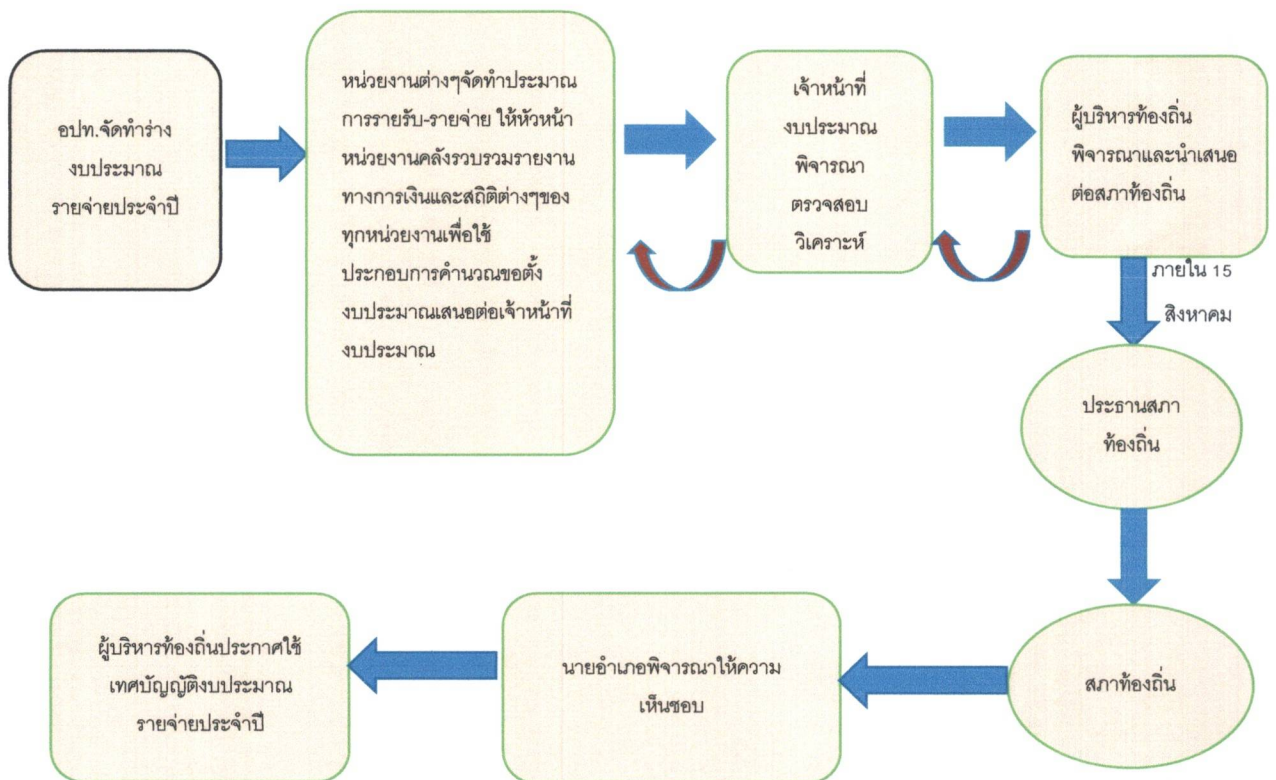 อปท.จัดทำร่าง
งบประมาณ
รายจ่ายประจำปี
หน่วยงานต่างๆจัดทำประมาณ
การรายรับ-รายจ่าย ให้หัวหน้า
หน่วยงานคลังรวบรวมรายงาน
ทางการเงินและสถิติต่างๆของ
ทุกหน่วยงานเพื่อใช้
ประกอบการคำนวณขอตั้ง
งบประมาณเสนอต่อเจ้าหน้าที่
งบประมาณ
เจ้าหน้าที่
งบประมาณ
พิจารณา
ตรวจสอบ
วิเคราะห์
ผู้บริหารท้องถิ่น
พิจารณาและนำเสนอ
ต่อสภาท้องถิ่น
ภายใน 15
สิงหาคม
ประธานสภา
ท้องถิ่น
สภาท้องถิ่น
นายอำเภอพิจารณาให้ความ
เห็นชอบ
ผู้บริหารท้องถิ่นประกาศใช้
เทศบัญญัติงบประมาณ
รายจ่ายประจำปี